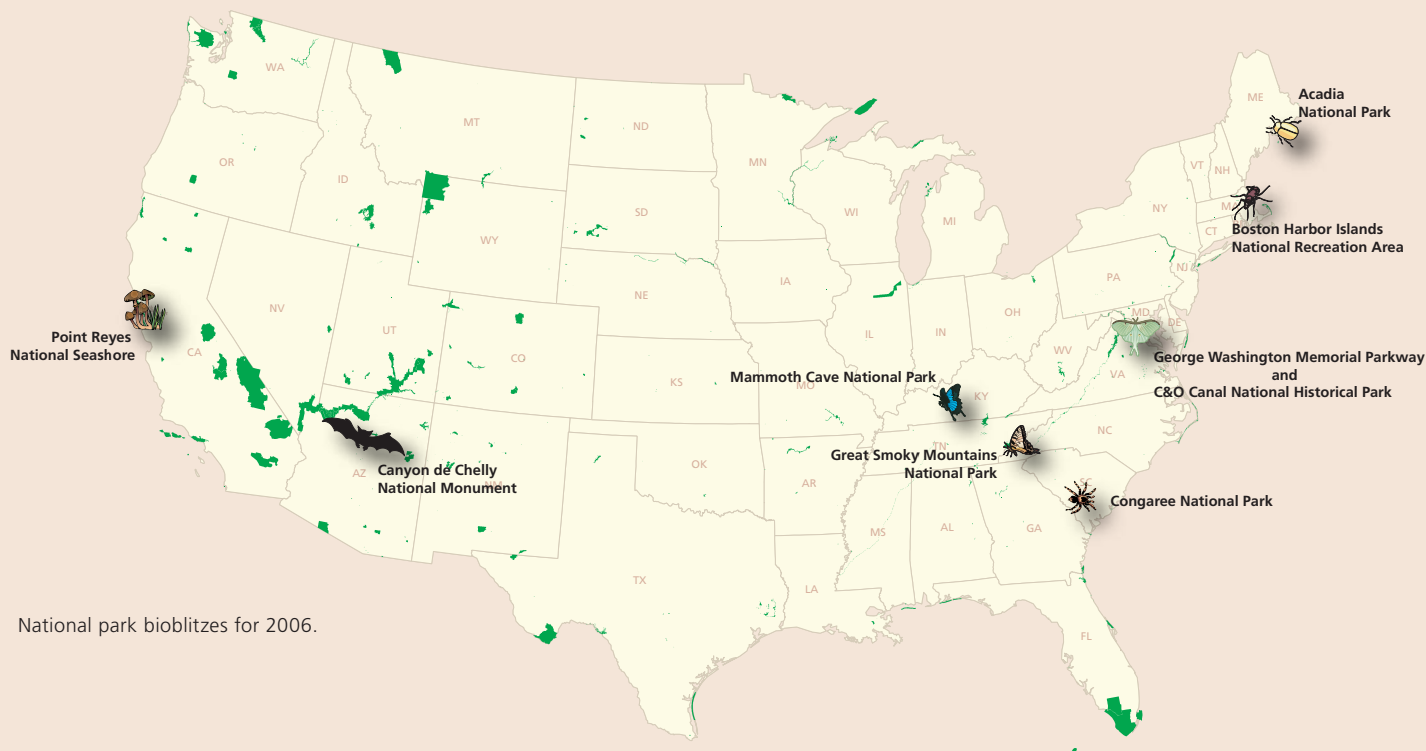 WA
MT
ND
MN
OR
ID
WY
SD
WI
MI
NY
VT
NH
ME
Acadia
National Park
CT
Boston Harbor Islands
National Recreation Area
NV
UT
CO
NE
IA
IL
IN
OH
PA
NJ
MD
DE
WV
VA
George Washington Memorial Parkway
and
C&O Canal National Historical Park
Point Reyes
National Seashore
CA
KS
MO
Mammoth Cave National Park
KY
Great Smoky Mountains
National Park
TN
NC
Congaree National Park
Canyon de Chelly
National Monument
AZ
NM
OK
AR
TX
LA
MS
AL
GA
FL
National park bioblitzes for 2006.